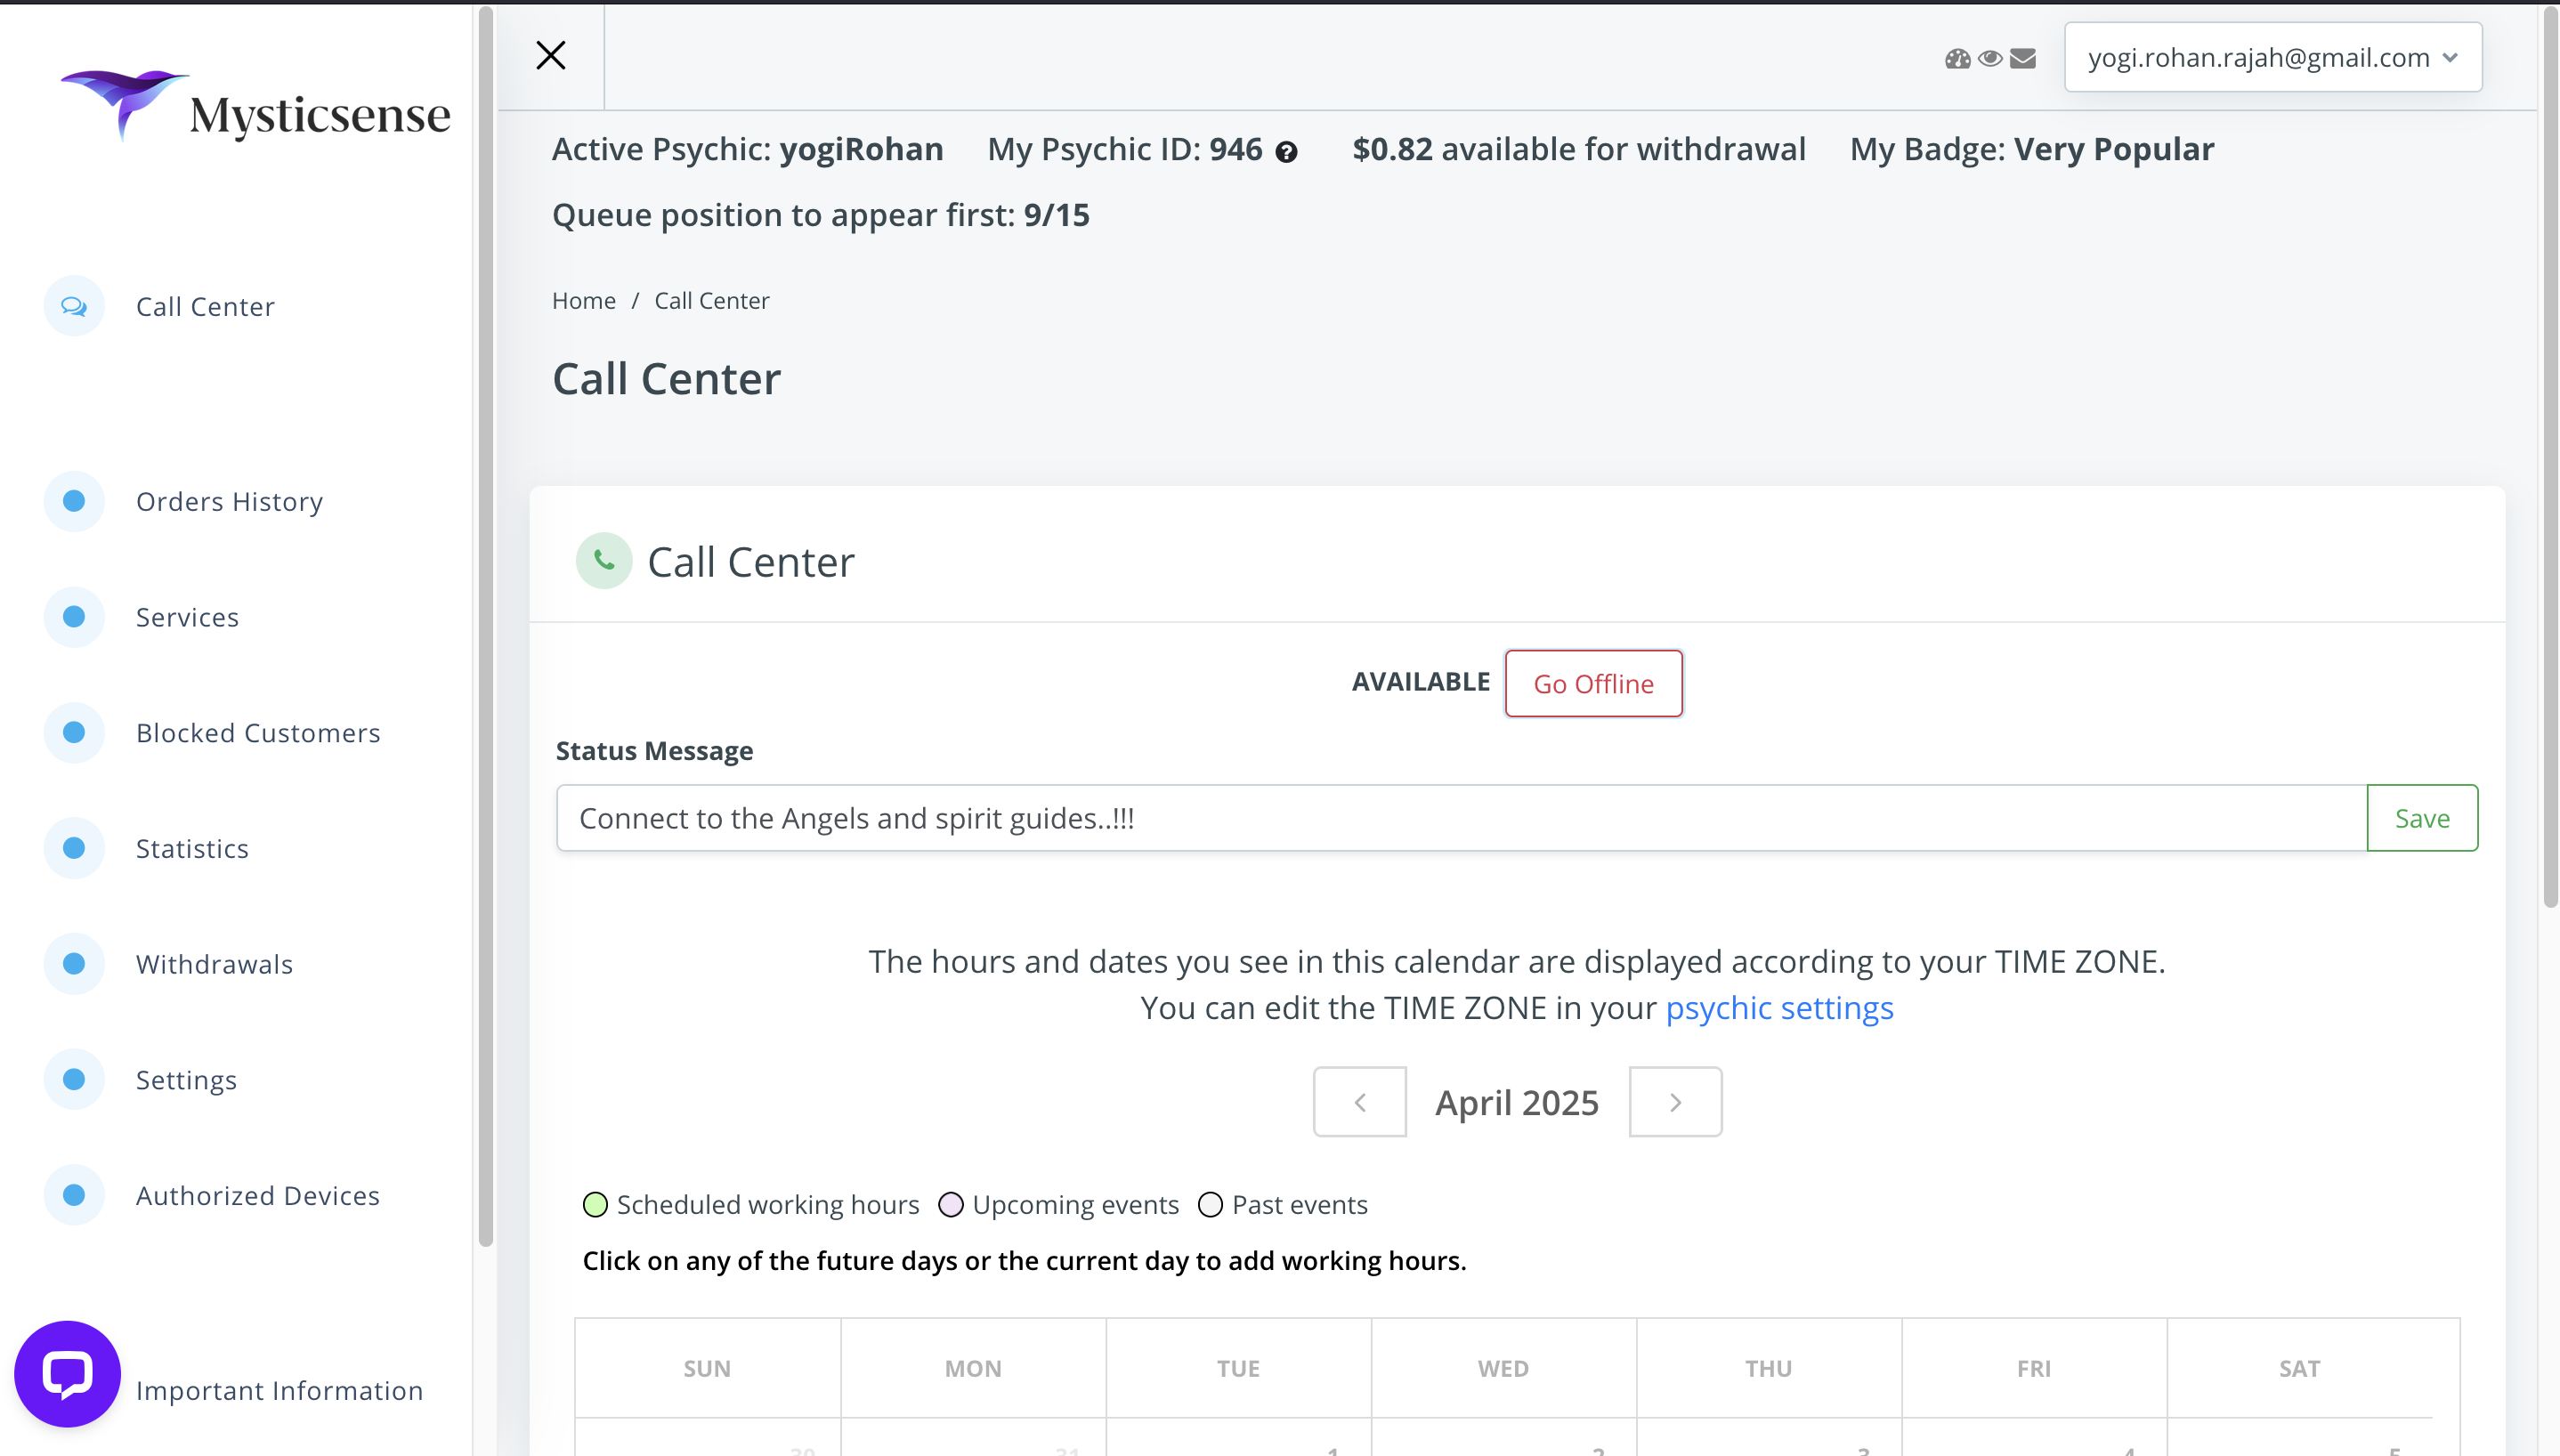 Mysticsense
yogi.rohan.rajah@gmail.com
Active Psychic: yogiRohan My Psychic ID: 946 $0.82 available for withdrawal My Badge: Very Popular
Queue position to appear first: 9/15
Home / Call Center
Call Center
Call Center
Orders History
Services
Blocked Customers
Statistics
Withdrawals
Settings
Authorized Devices
Important Information
Call Center
AVAILABLE Go Offline
Status Message
Connect to the Angels and spirit guides..!!! Save
The hours and dates you see in this calendar are displayed according to your TIME ZONE.
You can edit the TIME ZONE in your psychic settings
< April 2025 >
Scheduled working hours Upcoming events Past events
Click on any of the future days or the current day to add working hours.
SUN MON TUE WED THU FRI SAT
30 31 1 2 3 4 5